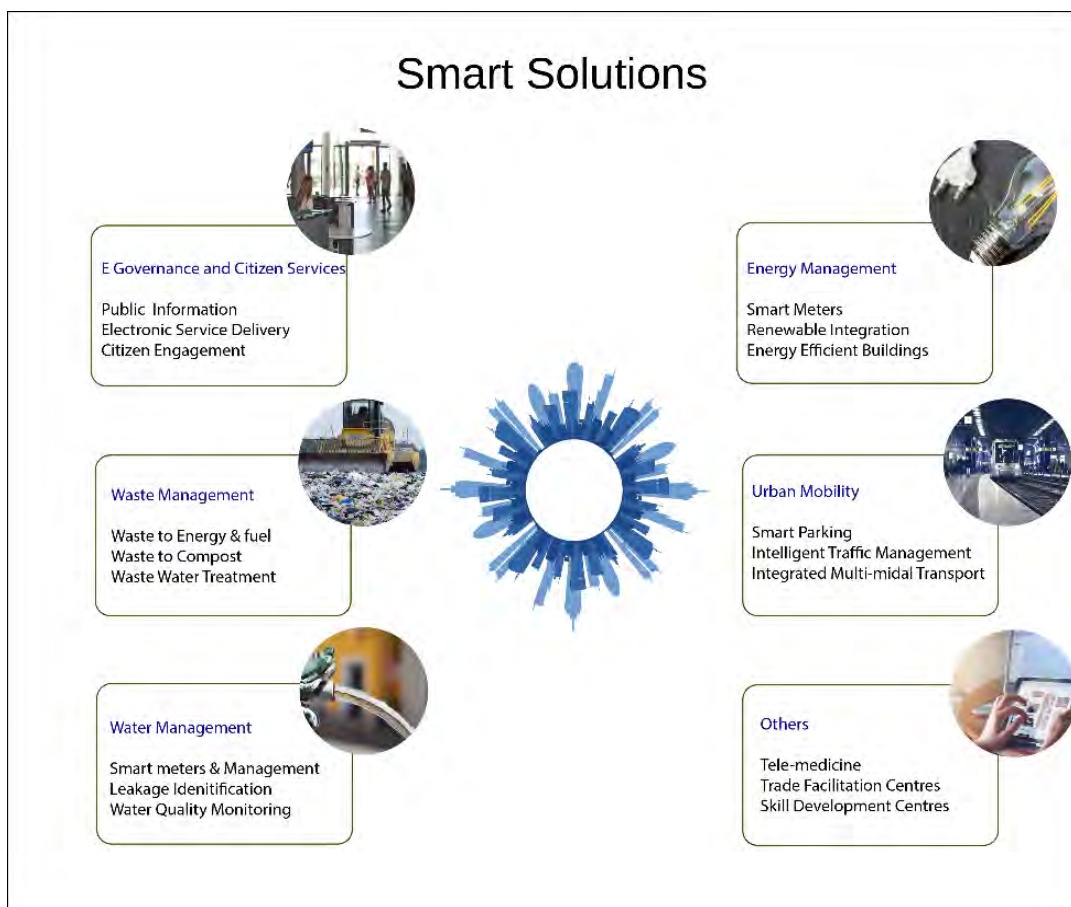 Smart Solutions
E Governance and Citizen Services
Public Information
Electronic Service Delivery
Citizen Engagement
Waste Management
Waste to Energy & fuel
Waste to Compost
Waste Water Treatment
Water Management
Smart meters & Management
Leakage Idenitification
Water Quality Monitoring
Energy Management
Smart Meters
Renewable Integration
Energy Efficient Buildings
Urban Mobility
Smart Parking
Intelligent Traffic Management
Integrated Multi-midal Transport
Others
Tele-medicine
Trade Facilitation Centres
Skill Development Centres